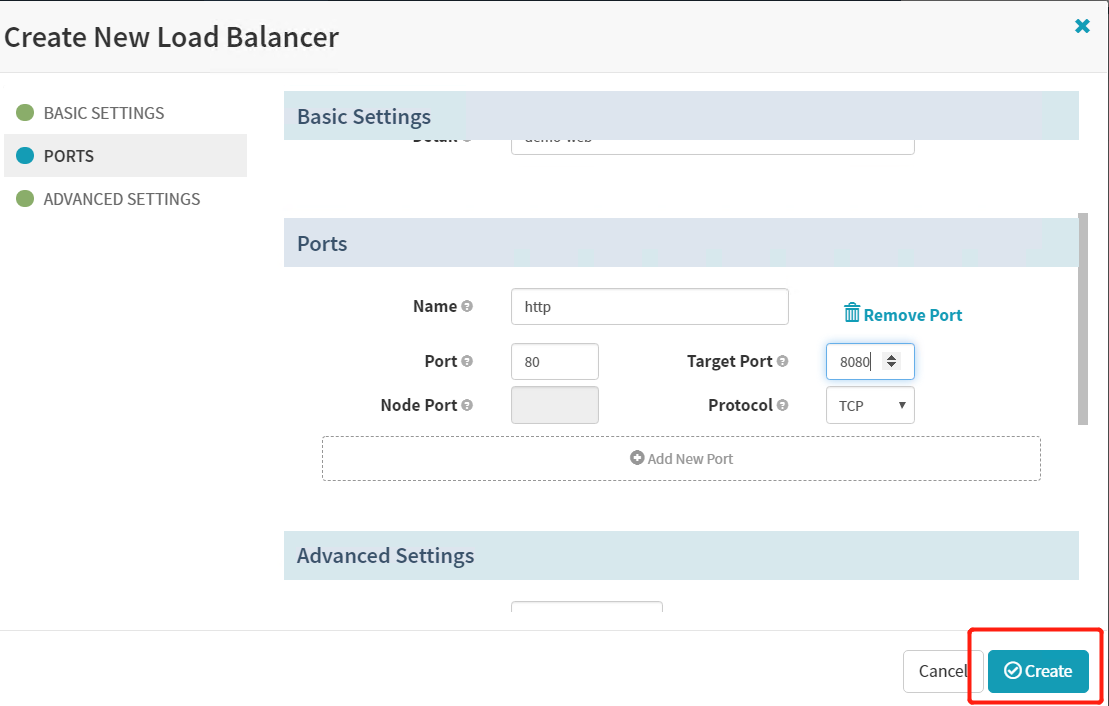 Create New Load Balancer
BASIC SETTINGS
PORTS
ADVANCED SETTINGS
Basic Settings
Ports
Name http
Remove Port
Port 80
Target Port 8080
Node Port
Protocol TCP
Add New Port
Advanced Settings
Cancel
Create